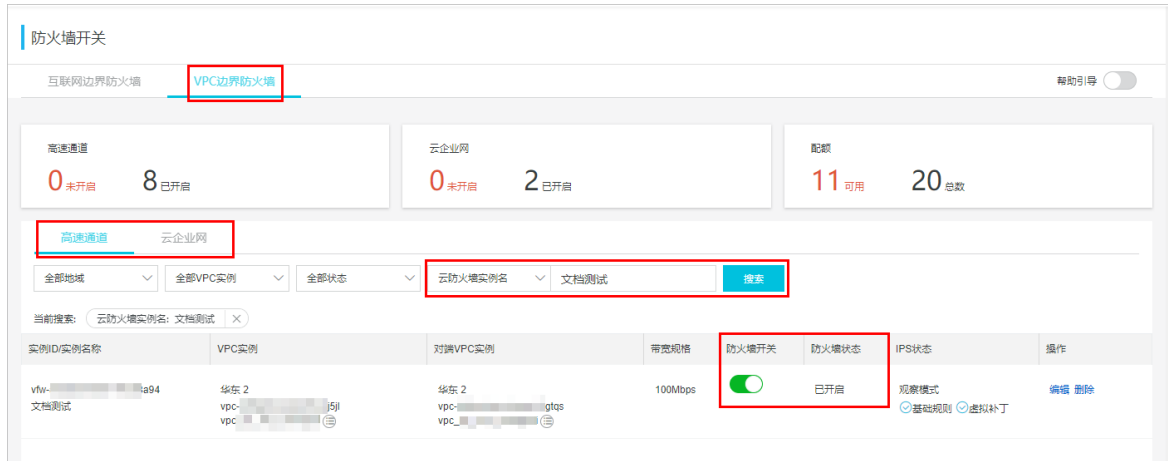 防火墙开关
互联网边界防火墙 VPC边界防火墙 帮助引导
高速通道 云企业网 配额
0 未开启 8 已开启 0 未开启 2 已开启 11 可用 20 总数
高速通道 云企业网
全部地域 全部VPC实例 全部状态 云防火墙实例名 文档测试 搜索
当前搜索: 云防火墙实例名: 文档测试
实例ID/实例名称 VPC实例 对端VPC实例 带宽规格 防火墙开关 防火墙状态 IPS状态 操作
vfw- sa94 华东 2 华东 2 100Mbps 已开启 观察模式 编辑 删除
文档测试 vpc- j5jl vpc- gtqs 基础规则 虚拟补丁
vpc vpc_